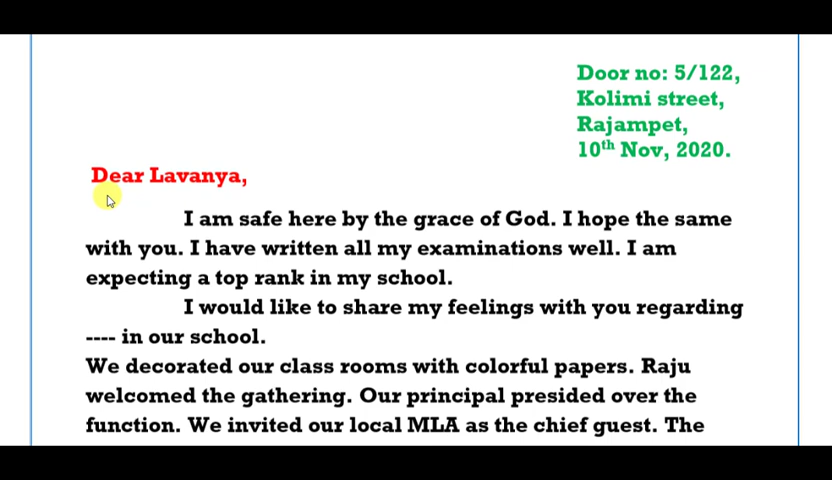 Door no: 5/122,
Kolimi street,
Rajampet,
10th Nov, 2020.
Dear Lavanya,
I am safe here by the grace of God. I hope the same
with you. I have written all my examinations well. I am
expecting a top rank in my school.
I would like to share my feelings with you regarding
---- in our school.
We decorated our class rooms with colorful papers. Raju
welcomed the gathering. Our principal presided over the
function. We invited our local MLA as the chief guest. The